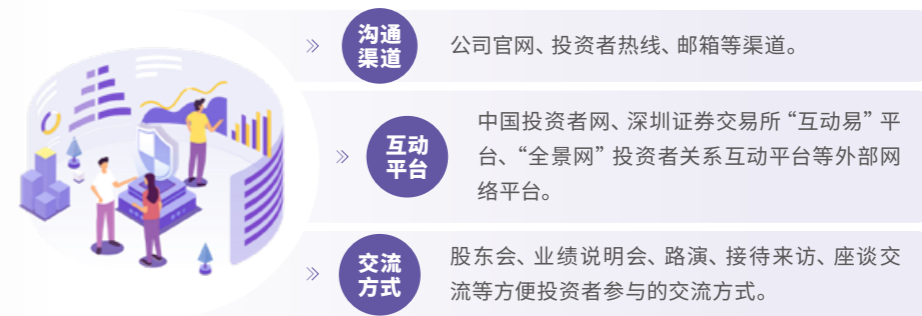 沟通
渠道
公司官网、投资者热线、邮箱等渠道。
互动
平台
中国投资者网、深圳证券交易所“互动易”平
台、“全景网”投资者关系互动平台等外部网
络平台。
交流
方式
股东会、业绩说明会、路演、接待来访、座谈交
流等方便投资者参与的交流方式。